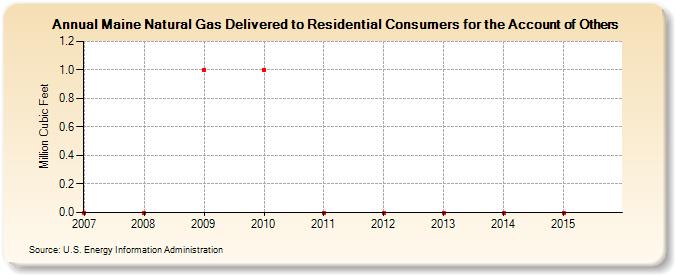 Annual Maine Natural Gas Delivered to Residential Consumers for the Account of Others
Million Cubic Feet
1.2
1.0
0.8
0.6
0.4
0.2
0.0
2007 2008 2009 2010 2011 2012 2013 2014 2015
Source: U.S. Energy Information Administration